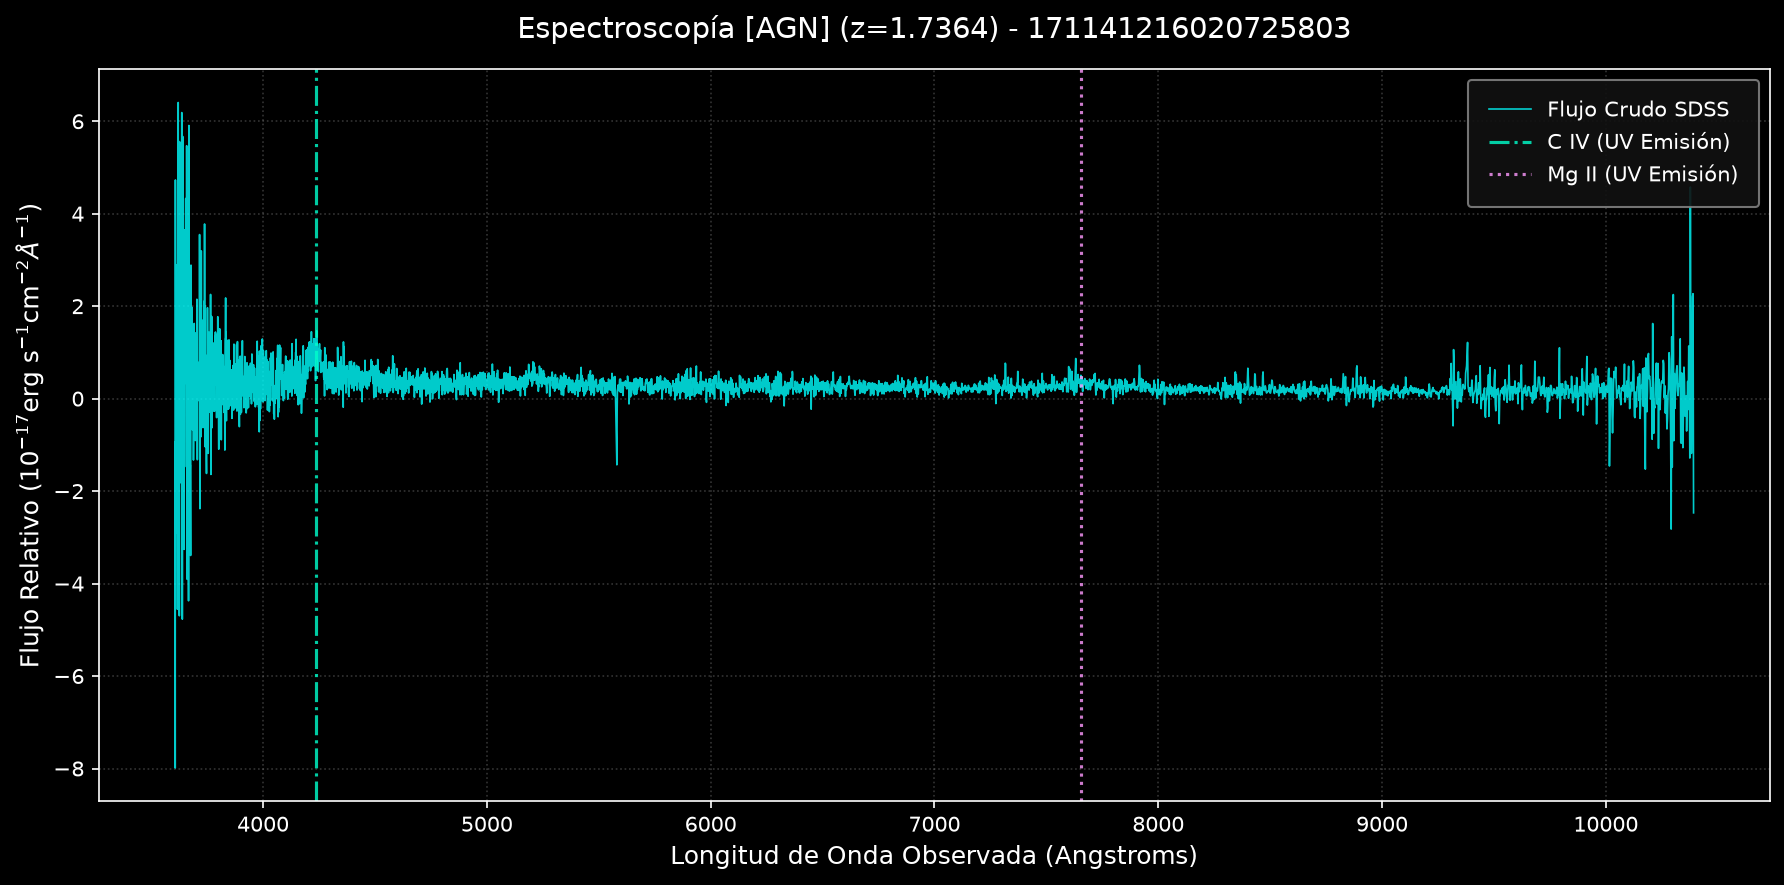 Espectroscopía [AGN] (z=1.7364) - 171141216020725803
Flujo Crudo SDSS
C IV (UV Emisión)
Mg II (UV Emisión)
Flujo Relativo (10⁻¹⁷erg s⁻¹cm⁻²Å⁻¹)
6
4
2
0
−2
−4
−6
−8
4000 5000 6000 7000 8000 9000 10000
Longitud de Onda Observada (Angstroms)